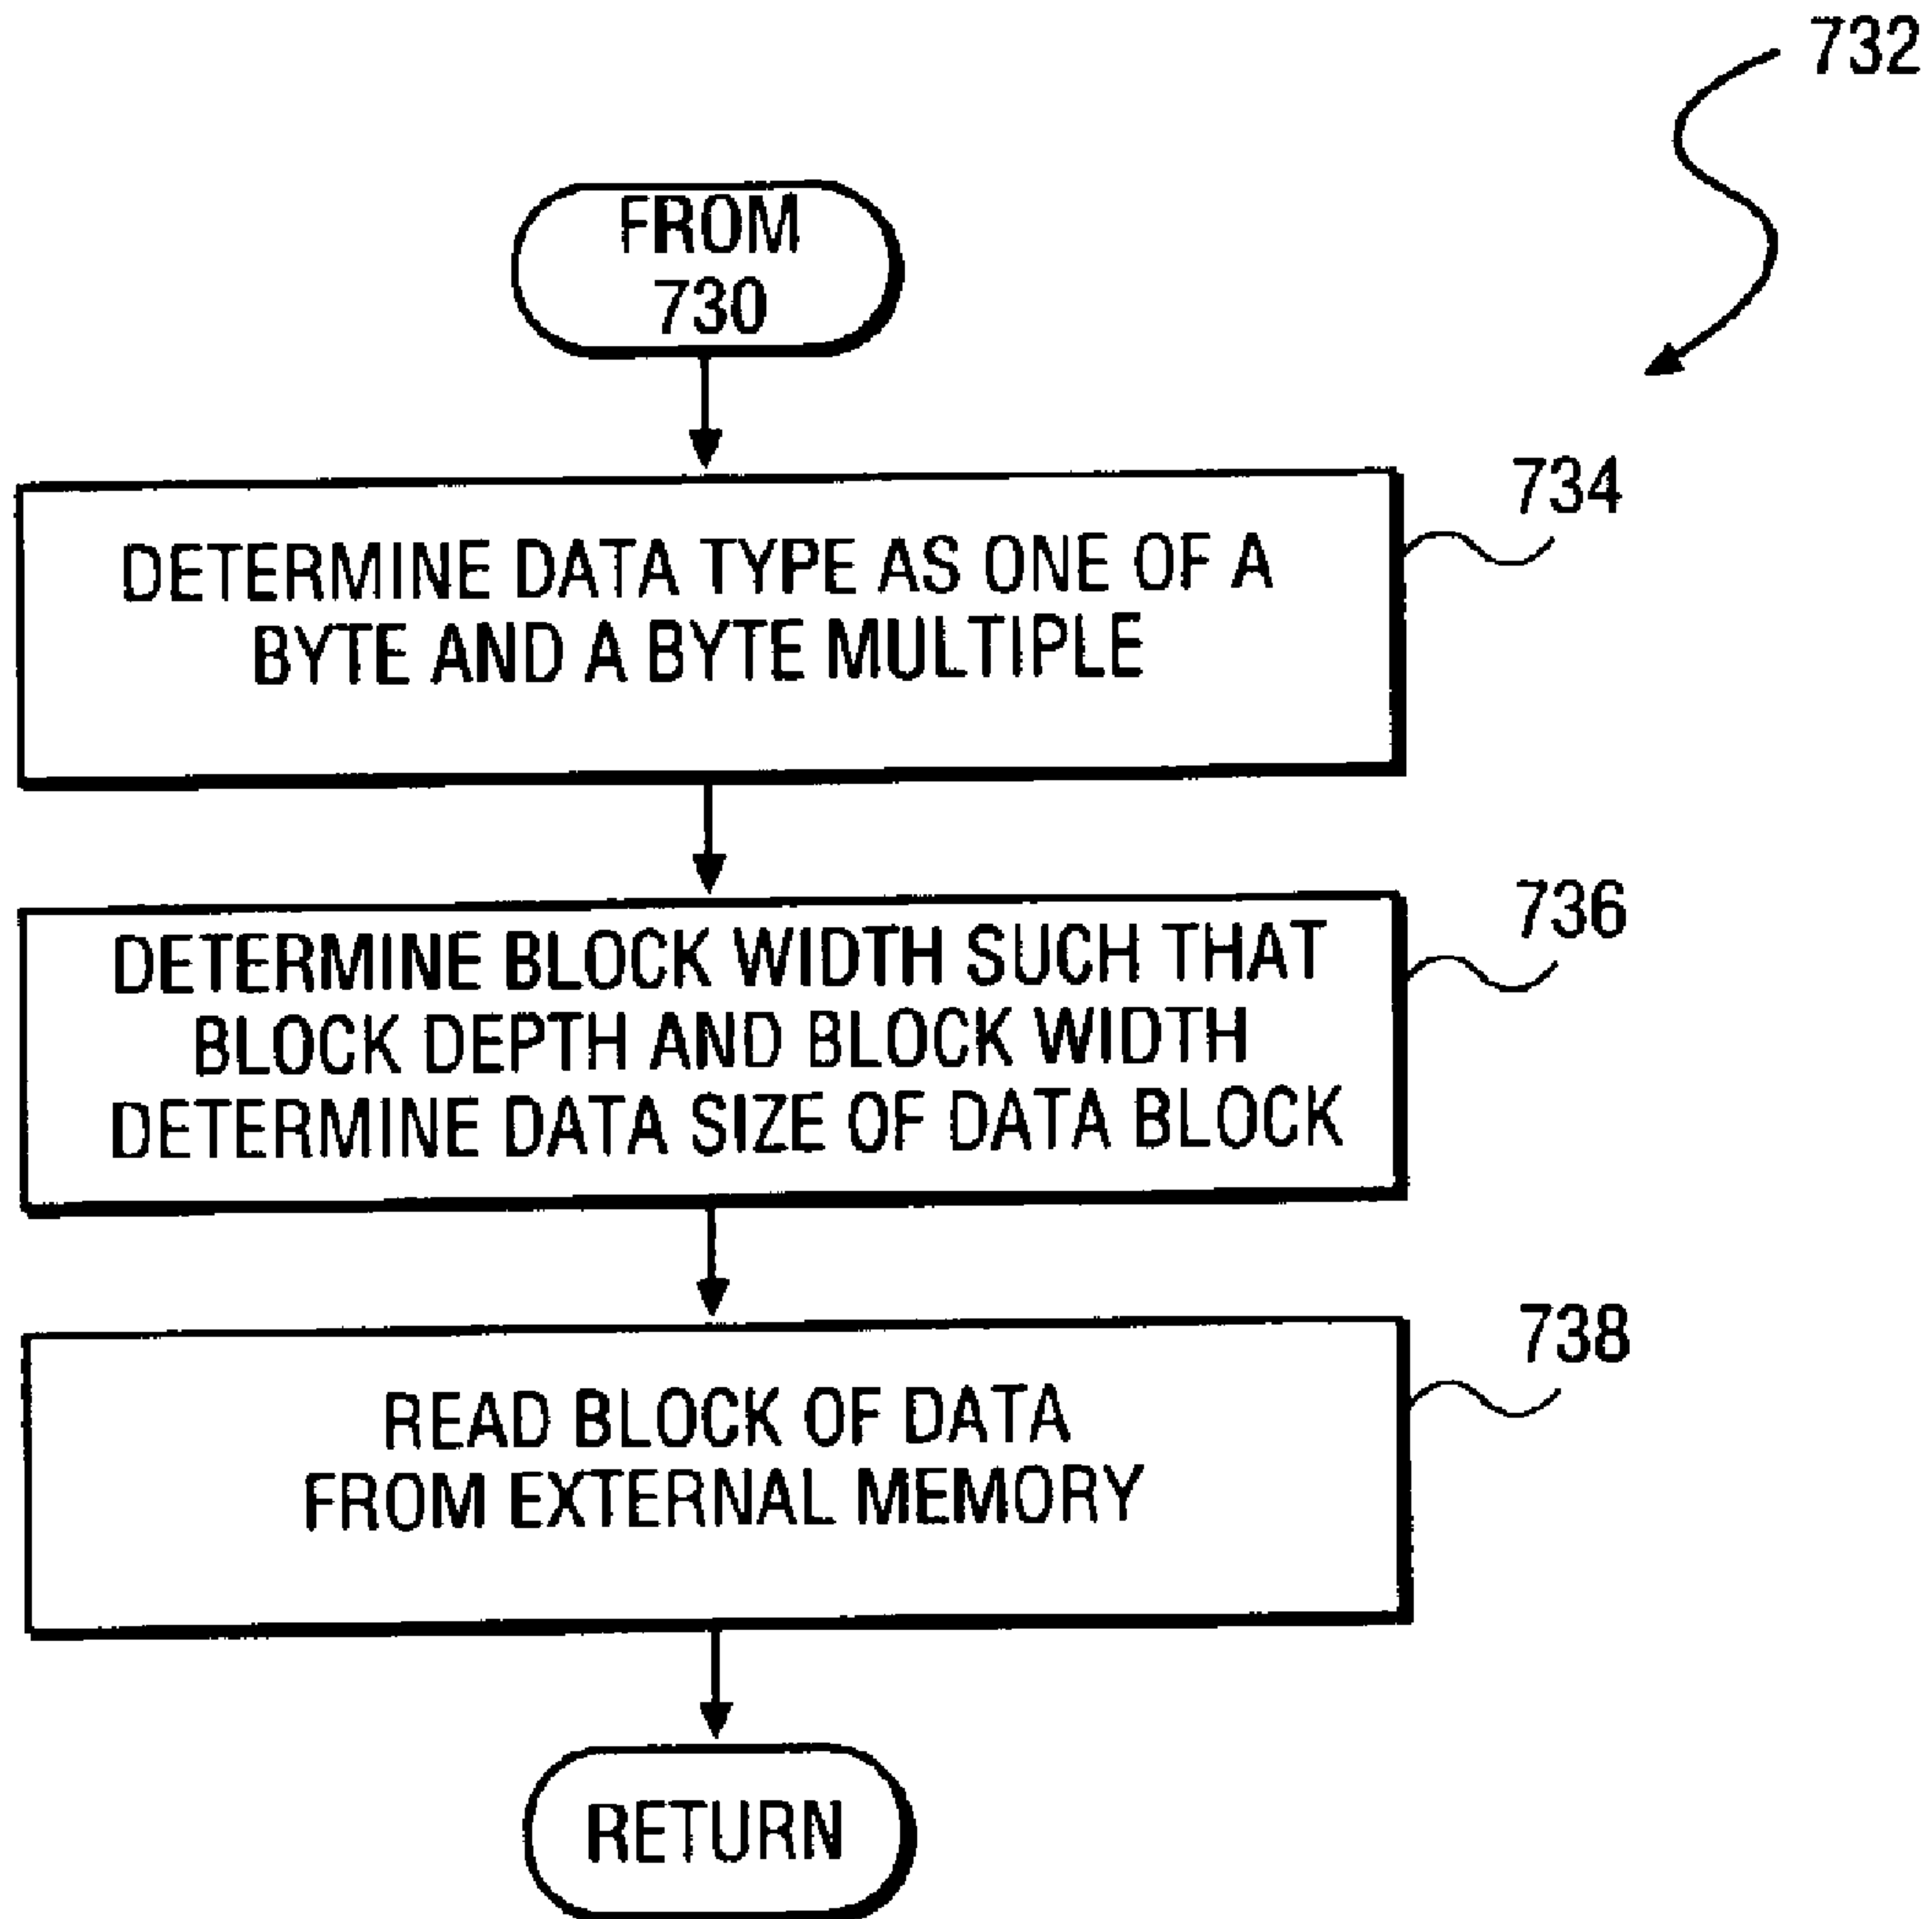 732
FROM
730
734
DETERMINE DATA TYPE AS ONE OF A
BYTE AND A BYTE MULTIPLE
736
DETERMINE BLOCK WIDTH SUCH THAT
BLOCK DEPTH AND BLOCK WIDTH
DETERMINE DATA SIZE OF DATA BLOCK
738
READ BLOCK OF DATA
FROM EXTERNAL MEMORY
RETURN